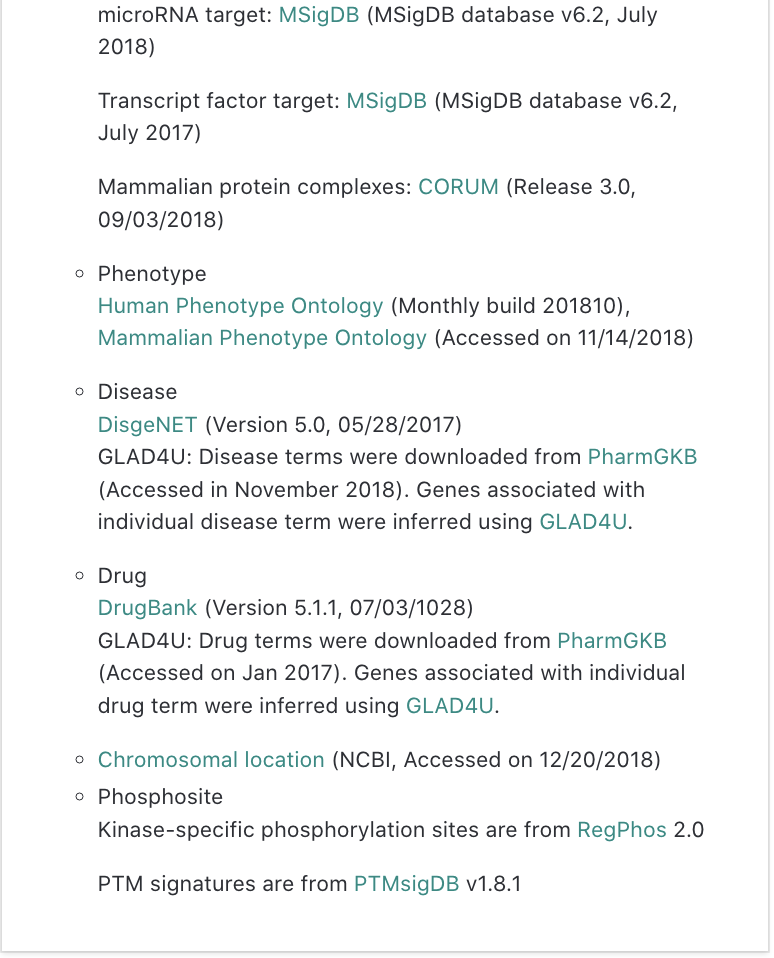 microRNA target: MSigDB (MSigDB database v6.2, July
2018)
Transcript factor target: MSigDB (MSigDB database v6.2,
July 2017)
Mammalian protein complexes: CORUM (Release 3.0,
09/03/2018)
Phenotype
Human Phenotype Ontology (Monthly build 201810),
Mammalian Phenotype Ontology (Accessed on 11/14/2018)
Disease
DisgeNET (Version 5.0, 05/28/2017)
GLAD4U: Disease terms were downloaded from PharmGKB
(Accessed in November 2018). Genes associated with
individual disease term were inferred using GLAD4U.
Drug
DrugBank (Version 5.1.1, 07/03/1028)
GLAD4U: Drug terms were downloaded from PharmGKB
(Accessed on Jan 2017). Genes associated with individual
drug term were inferred using GLAD4U.
Chromosomal location (NCBI, Accessed on 12/20/2018)
Phosphosite
Kinase-specific phosphorylation sites are from RegPhos 2.0
PTM signatures are from PTMsigDB v1.8.1